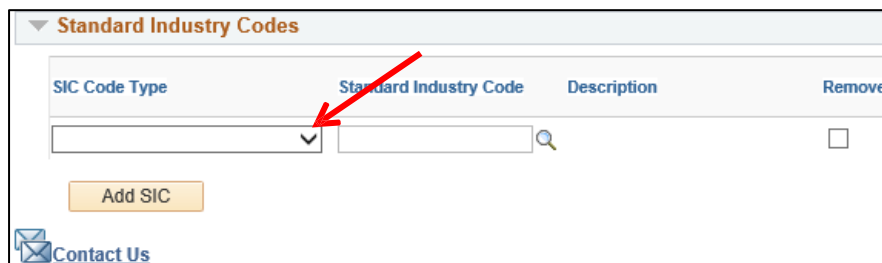 Standard Industry Codes
SIC Code Type Standard Industry Code Description Remove
Add SIC
Contact Us